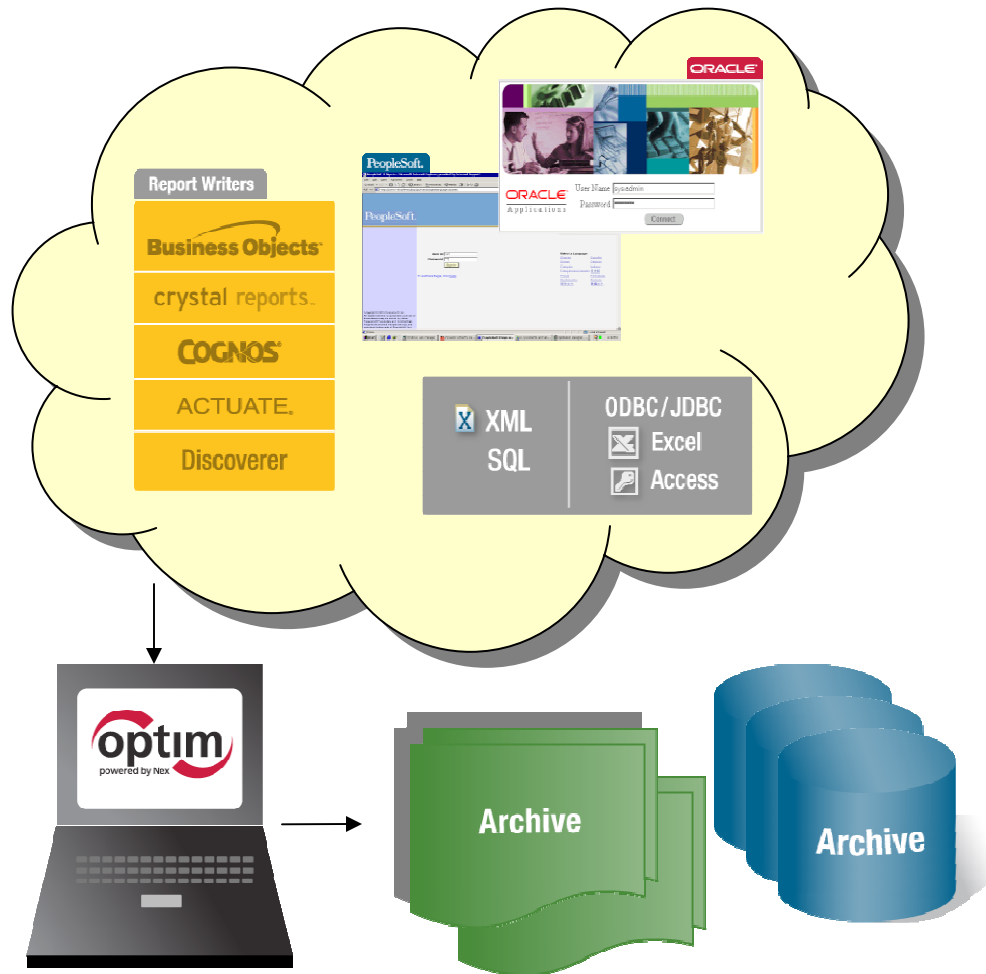 ORACLE
PeopleSoft.
Report Writers
Business Objects
crystal reports
COGNOS
ACTUATE.
Discoverer
PeopleSoft.
ORACLE
Applications
User Name sysadmin
Password
Connect
XML
SQL
ODBC/JDBC
Excel
Access
optim
powered by Nex
Archive
Archive